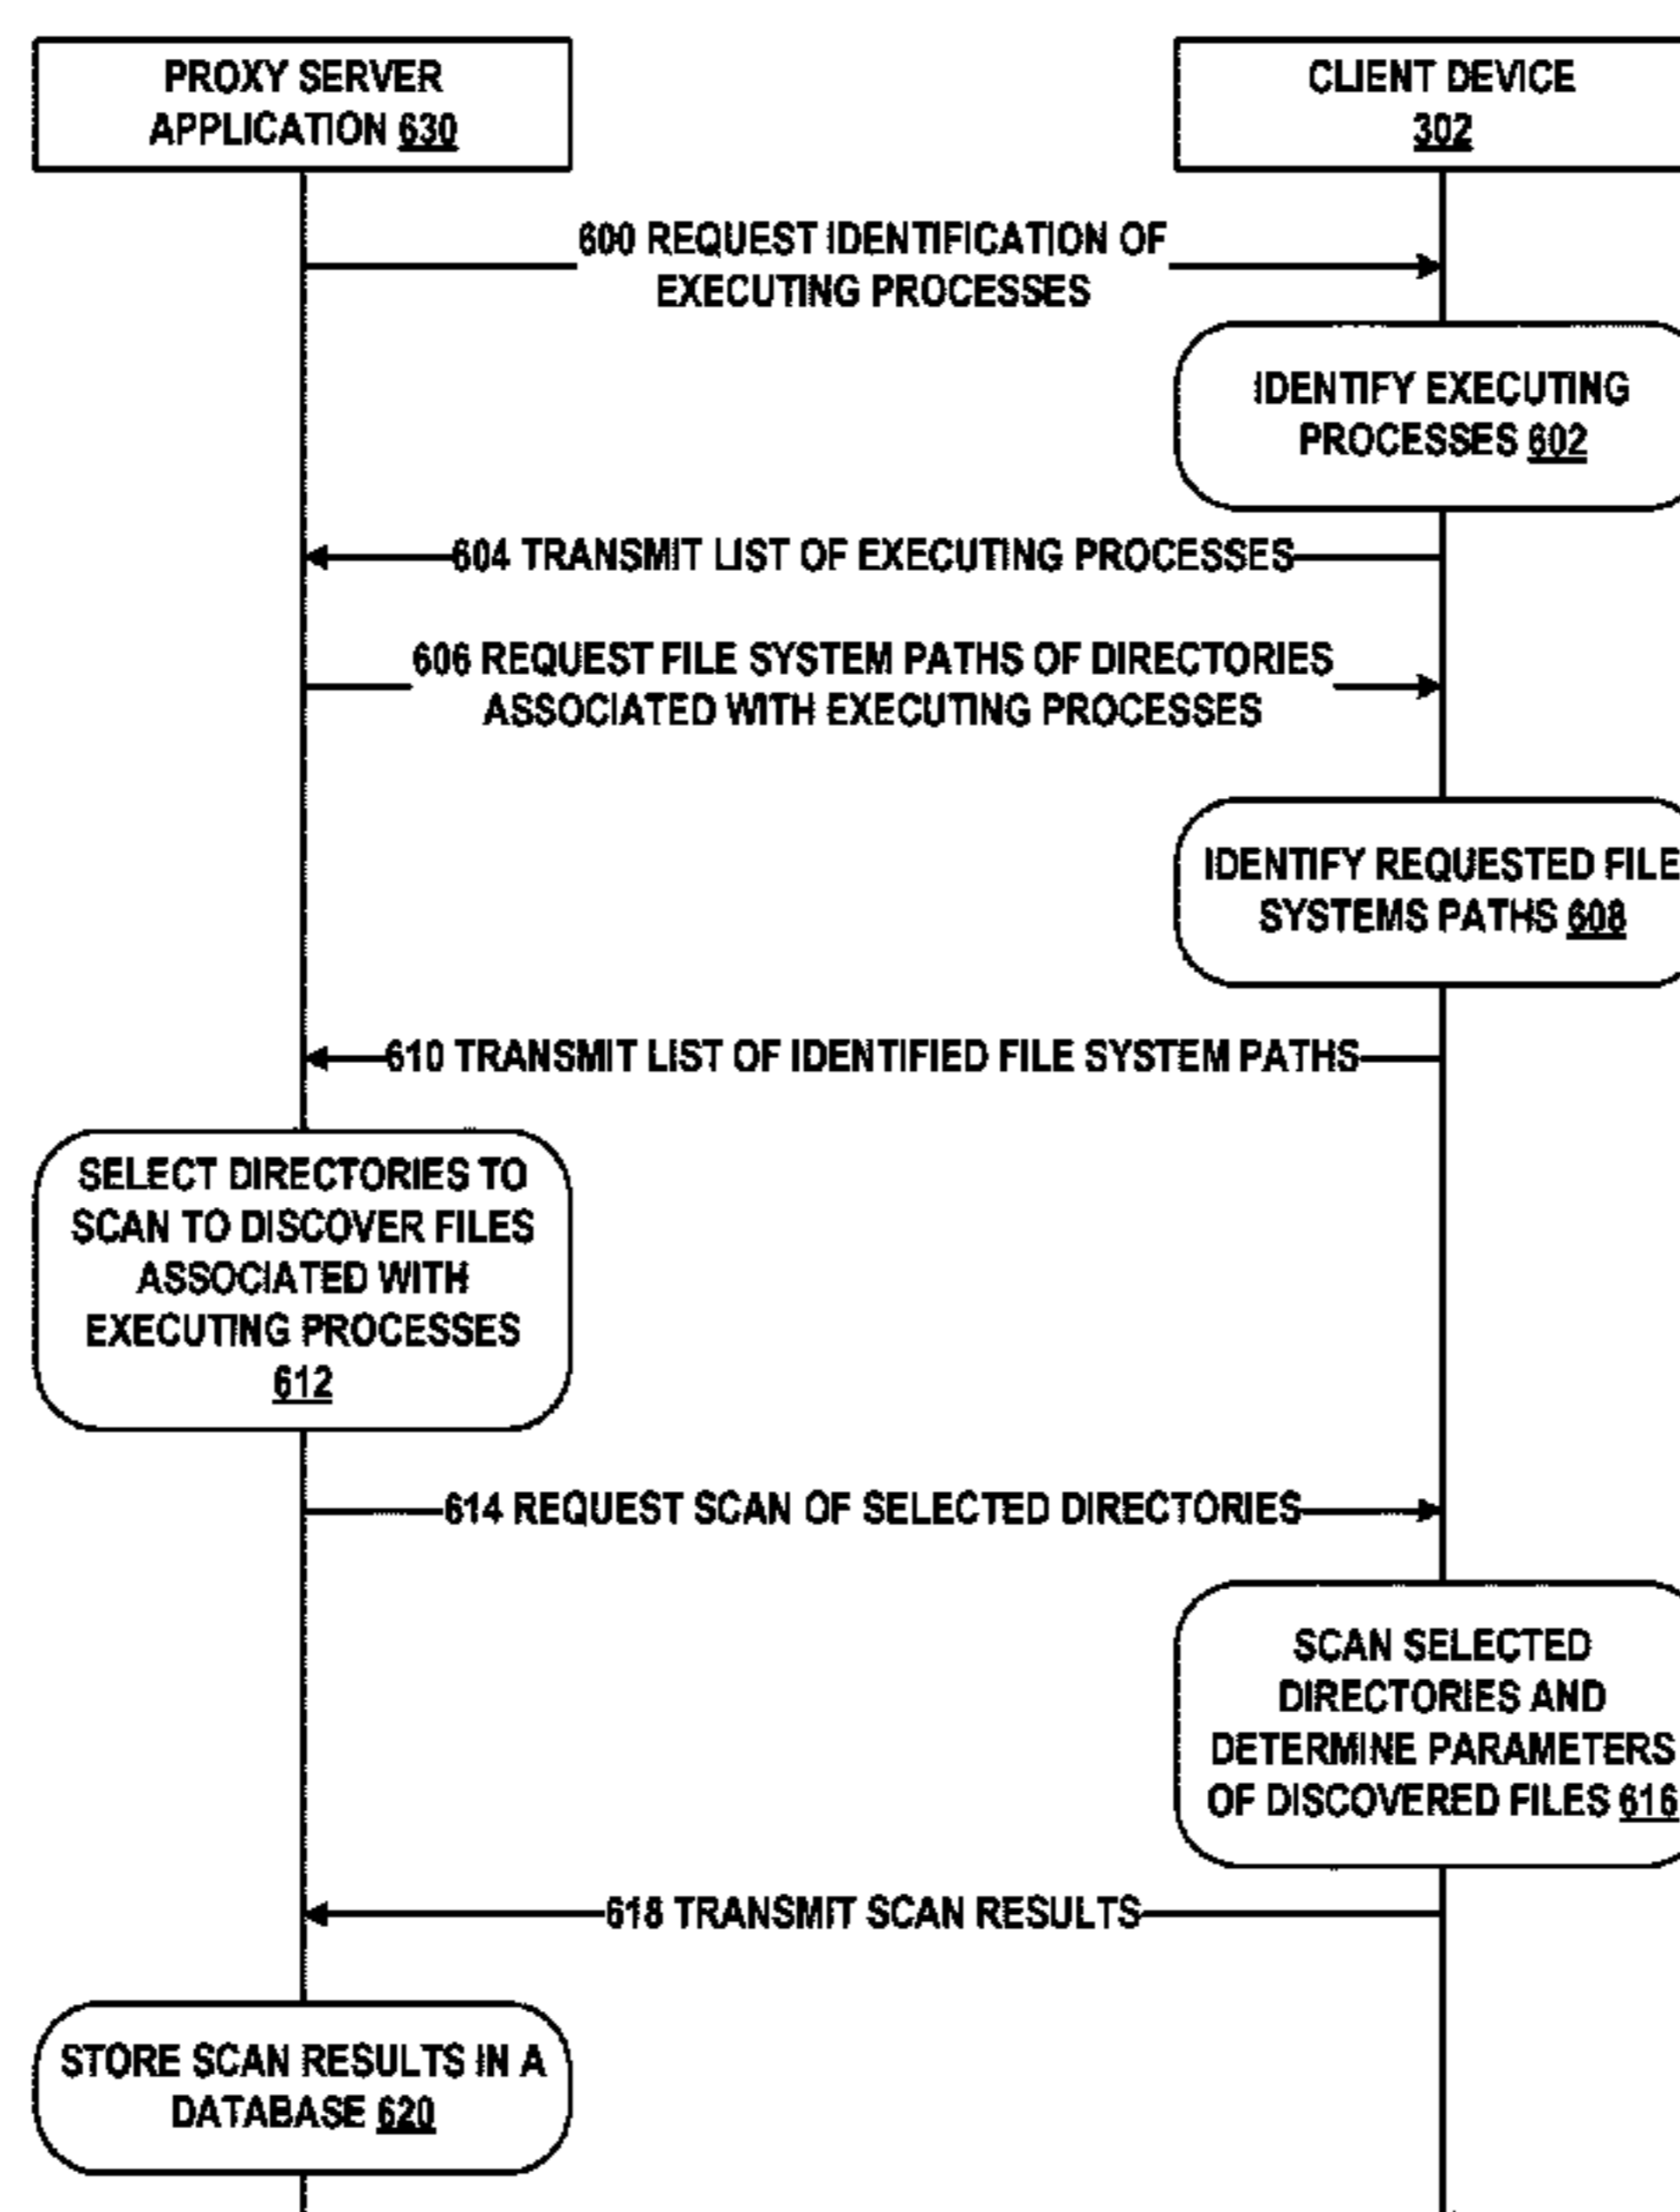 PROXY SERVER
APPLICATION 630
CLIENT DEVICE
302
600 REQUEST IDENTIFICATION OF
EXECUTING PROCESSES
IDENTIFY EXECUTING
PROCESSES 602
604 TRANSMIT LIST OF EXECUTING PROCESSES
606 REQUEST FILE SYSTEM PATHS OF DIRECTORIES
ASSOCIATED WITH EXECUTING PROCESSES
IDENTIFY REQUESTED FILE
SYSTEMS PATHS 608
610 TRANSMIT LIST OF IDENTIFIED FILE SYSTEM PATHS
SELECT DIRECTORIES TO
SCAN TO DISCOVER FILES
ASSOCIATED WITH
EXECUTING PROCESSES
612
614 REQUEST SCAN OF SELECTED DIRECTORIES
SCAN SELECTED
DIRECTORIES AND
DETERMINE PARAMETERS
OF DISCOVERED FILES 616
618 TRANSMIT SCAN RESULTS
STORE SCAN RESULTS IN A
DATABASE 620